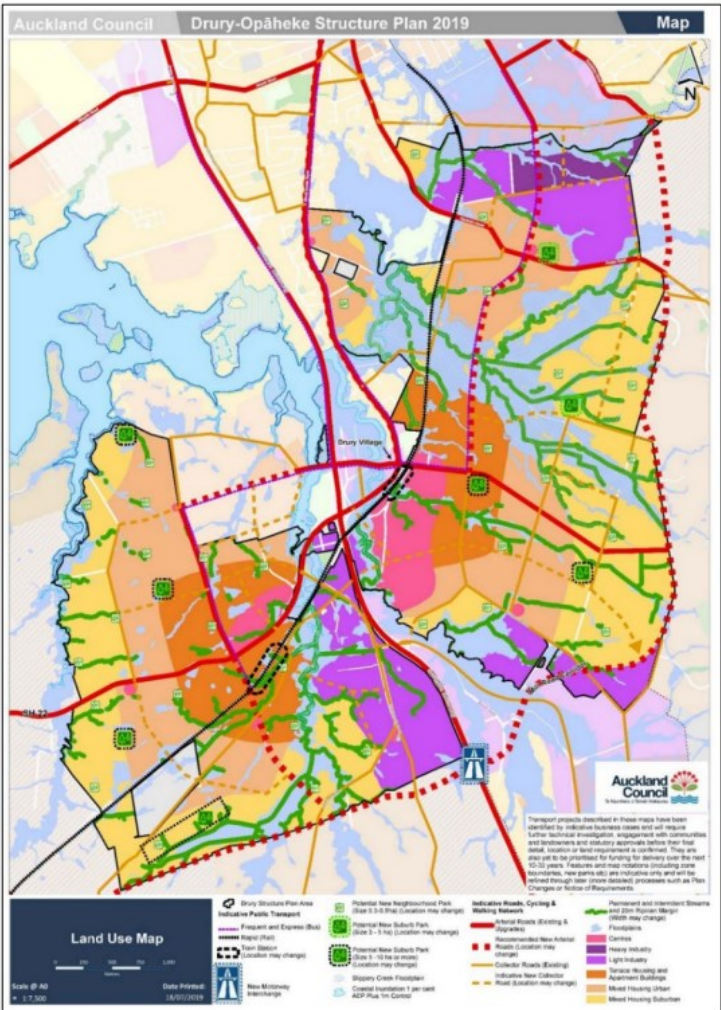 Auckland Council
Drury-Opāheke Structure Plan 2019
Map
N
Drury Village
SH 22
Auckland
Council
Transport projects described in these maps have been
identified by indicative business cases and will require
further technical investigation, engagement with communities
and landowners and statutory approvals before their final
detail, location or land requirement is confirmed. They are
also yet to be prioritised for funding for delivery over the next
10-30 years. Features and map notations (including zone
boundaries, new parks etc) are indicative only and will be
refined through later (more detailed) processes such as Plan
Changes or Notice of Requirements.
Land Use Map
Scale @ A0
Date Printed:
= 1:7,500
18/07/2019
Drury Structure Plan Area
Indicative Public Transport
Frequent and Express (Bus)
Rapid (Rail)
Train Station
(Location may change)
New Motorway
Interchange
Potential New Neighbourhood Park
(Location may change)
Potential New Suburb Park
(Size 3 - 5 ha) (Location may change)
Potential New Suburb Park
(Size 5 - 10 ha or more)
(Location may change)
Slippery Creek Floodplain
Coastal Inundation 1 per cent
AEP Plus 1m Control
Indicative Roads, Cycling &
Walking Network
Arterial Roads (Existing &
Upgrades)
Recommended New Arterial
Roads (Location may
change)
Collector Roads (Existing)
Indicative New Collector
Road (Location may change)
Permanent and Intermittent Streams
and 20m Riparian Margin
(Width may change)
Floodplains
Centres
Heavy Industry
Light Industry
Terrace Housing and
Apartment Buildings
Mixed Housing Urban
Mixed Housing Suburban